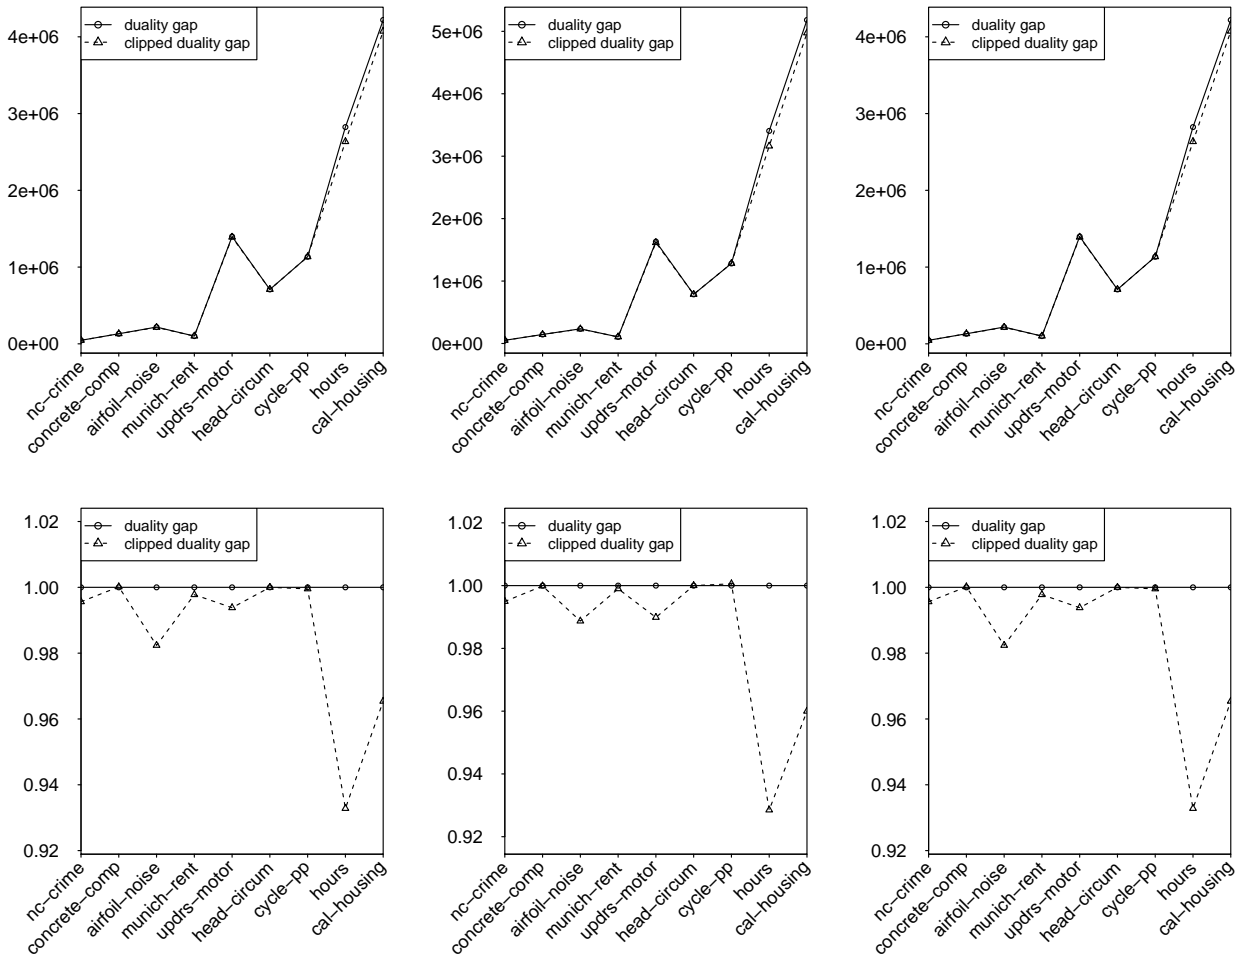 duality gap
clipped duality gap
4e+06
3e+06
2e+06
1e+06
0e+00
nc−crime
concrete−comp
airfoil−noise
munich−rent
updrs−motor
head−circum
cycle−pp
hours
cal−housing
duality gap
clipped duality gap
5e+06
4e+06
3e+06
2e+06
1e+06
0e+00
nc−crime
concrete−comp
airfoil−noise
munich−rent
updrs−motor
head−circum
cycle−pp
hours
cal−housing
duality gap
clipped duality gap
4e+06
3e+06
2e+06
1e+06
0e+00
nc−crime
concrete−comp
airfoil−noise
munich−rent
updrs−motor
head−circum
cycle−pp
hours
cal−housing
duality gap
clipped duality gap
1.02
1.00
0.98
0.96
0.94
0.92
nc−crime
concrete−comp
airfoil−noise
munich−rent
updrs−motor
head−circum
cycle−pp
hours
cal−housing
duality gap
clipped duality gap
1.02
1.00
0.98
0.96
0.94
0.92
nc−crime
concrete−comp
airfoil−noise
munich−rent
updrs−motor
head−circum
cycle−pp
hours
cal−housing
duality gap
clipped duality gap
1.02
1.00
0.98
0.96
0.94
0.92
nc−crime
concrete−comp
airfoil−noise
munich−rent
updrs−motor
head−circum
cycle−pp
hours
cal−housing